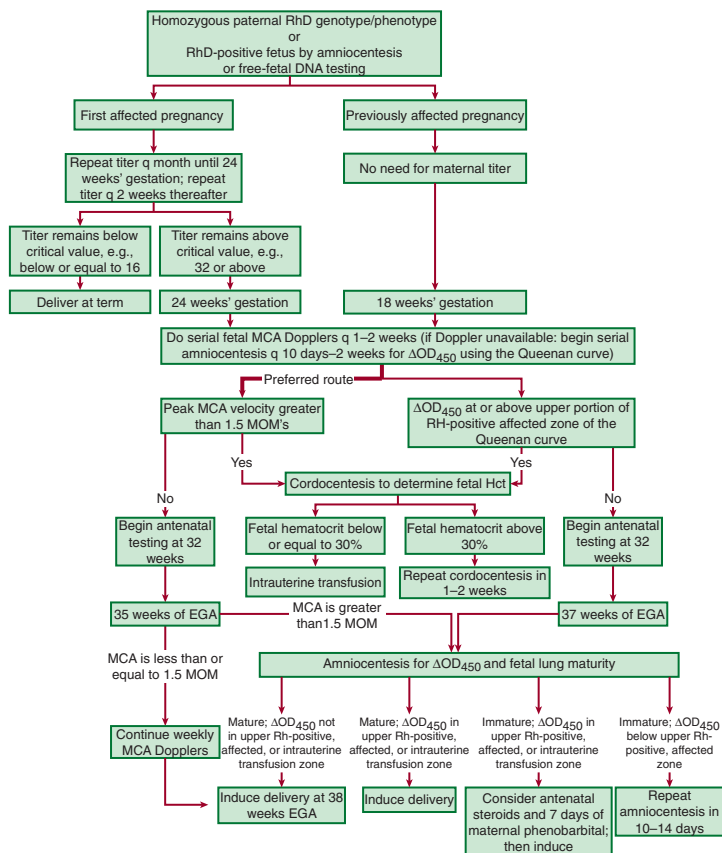 Homozygous paternal RhD genotype/phenotype
or
RhD-positive fetus by amniocentesis
or free-fetal DNA testing
First affected pregnancy
Previously affected pregnancy
Repeat titer q month until 24
weeks' gestation; repeat
titer q 2 weeks thereafter
No need for maternal titer
Titer remains below
critical value, e.g.,
below or equal to 16
Titer remains above
critical value, e.g.,
32 or above
Deliver at term
24 weeks' gestation
18 weeks' gestation
Do serial fetal MCA Dopplers q 1–2 weeks (if Doppler unavailable: begin serial
amniocentesis q 10 days–2 weeks for ΔOD450 using the Queenan curve)
Preferred route
Peak MCA velocity greater
than 1.5 MOM's
ΔOD450 at or above upper portion of
RH-positive affected zone of the
Queenan curve
Yes
Yes
Cordocentesis to determine fetal Hct
No
No
Begin antenatal
testing at 32
weeks
Fetal hematocrit below
or equal to 30%
Fetal hematocrit above
30%
Begin antenatal
testing at 32
weeks
Intrauterine transfusion
Repeat cordocentesis in
1–2 weeks
35 weeks of EGA
MCA is greater
than1.5 MOM
37 weeks of EGA
MCA is less than or
equal to 1.5 MOM
Amniocentesis for ΔOD450 and fetal lung maturity
Continue weekly
MCA Dopplers
Mature; ΔOD450 not
in upper Rh-positive,
affected, or intrauterine
transfusion zone
Mature; ΔOD450 in
upper Rh-positive,
affected, or intrauterine
transfusion zone
Immature; ΔOD450 in
upper Rh-positive,
affected, or intrauterine
transfusion zone
Immature; ΔOD450
below upper Rh-
positive, affected
zone
Induce delivery at 38
weeks EGA
Induce delivery
Consider antenatal
steroids and 7 days of
maternal phenobarbital;
then induce
Repeat
amniocentesis in
10–14 days